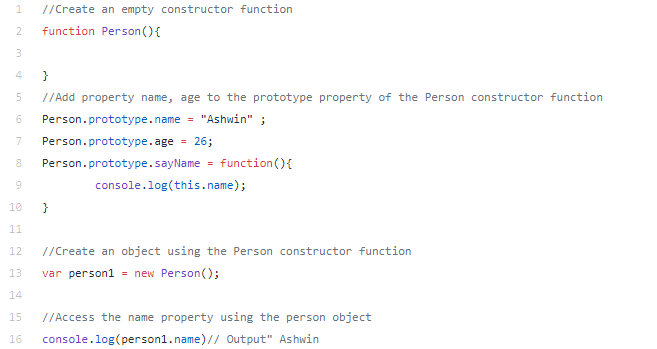 1 //Create an empty constructor function
2 function Person(){
3
4 }
5 //Add property name, age to the prototype property of the Person constructor function
6 Person.prototype.name = "Ashwin" ;
7 Person.prototype.age = 26;
8 Person.prototype.sayName = function(){
9 console.log(this.name);
10 }
11
12 //Create an object using the Person constructor function
13 var person1 = new Person();
14
15 //Access the name property using the person object
16 console.log(person1.name)// Output" Ashwin